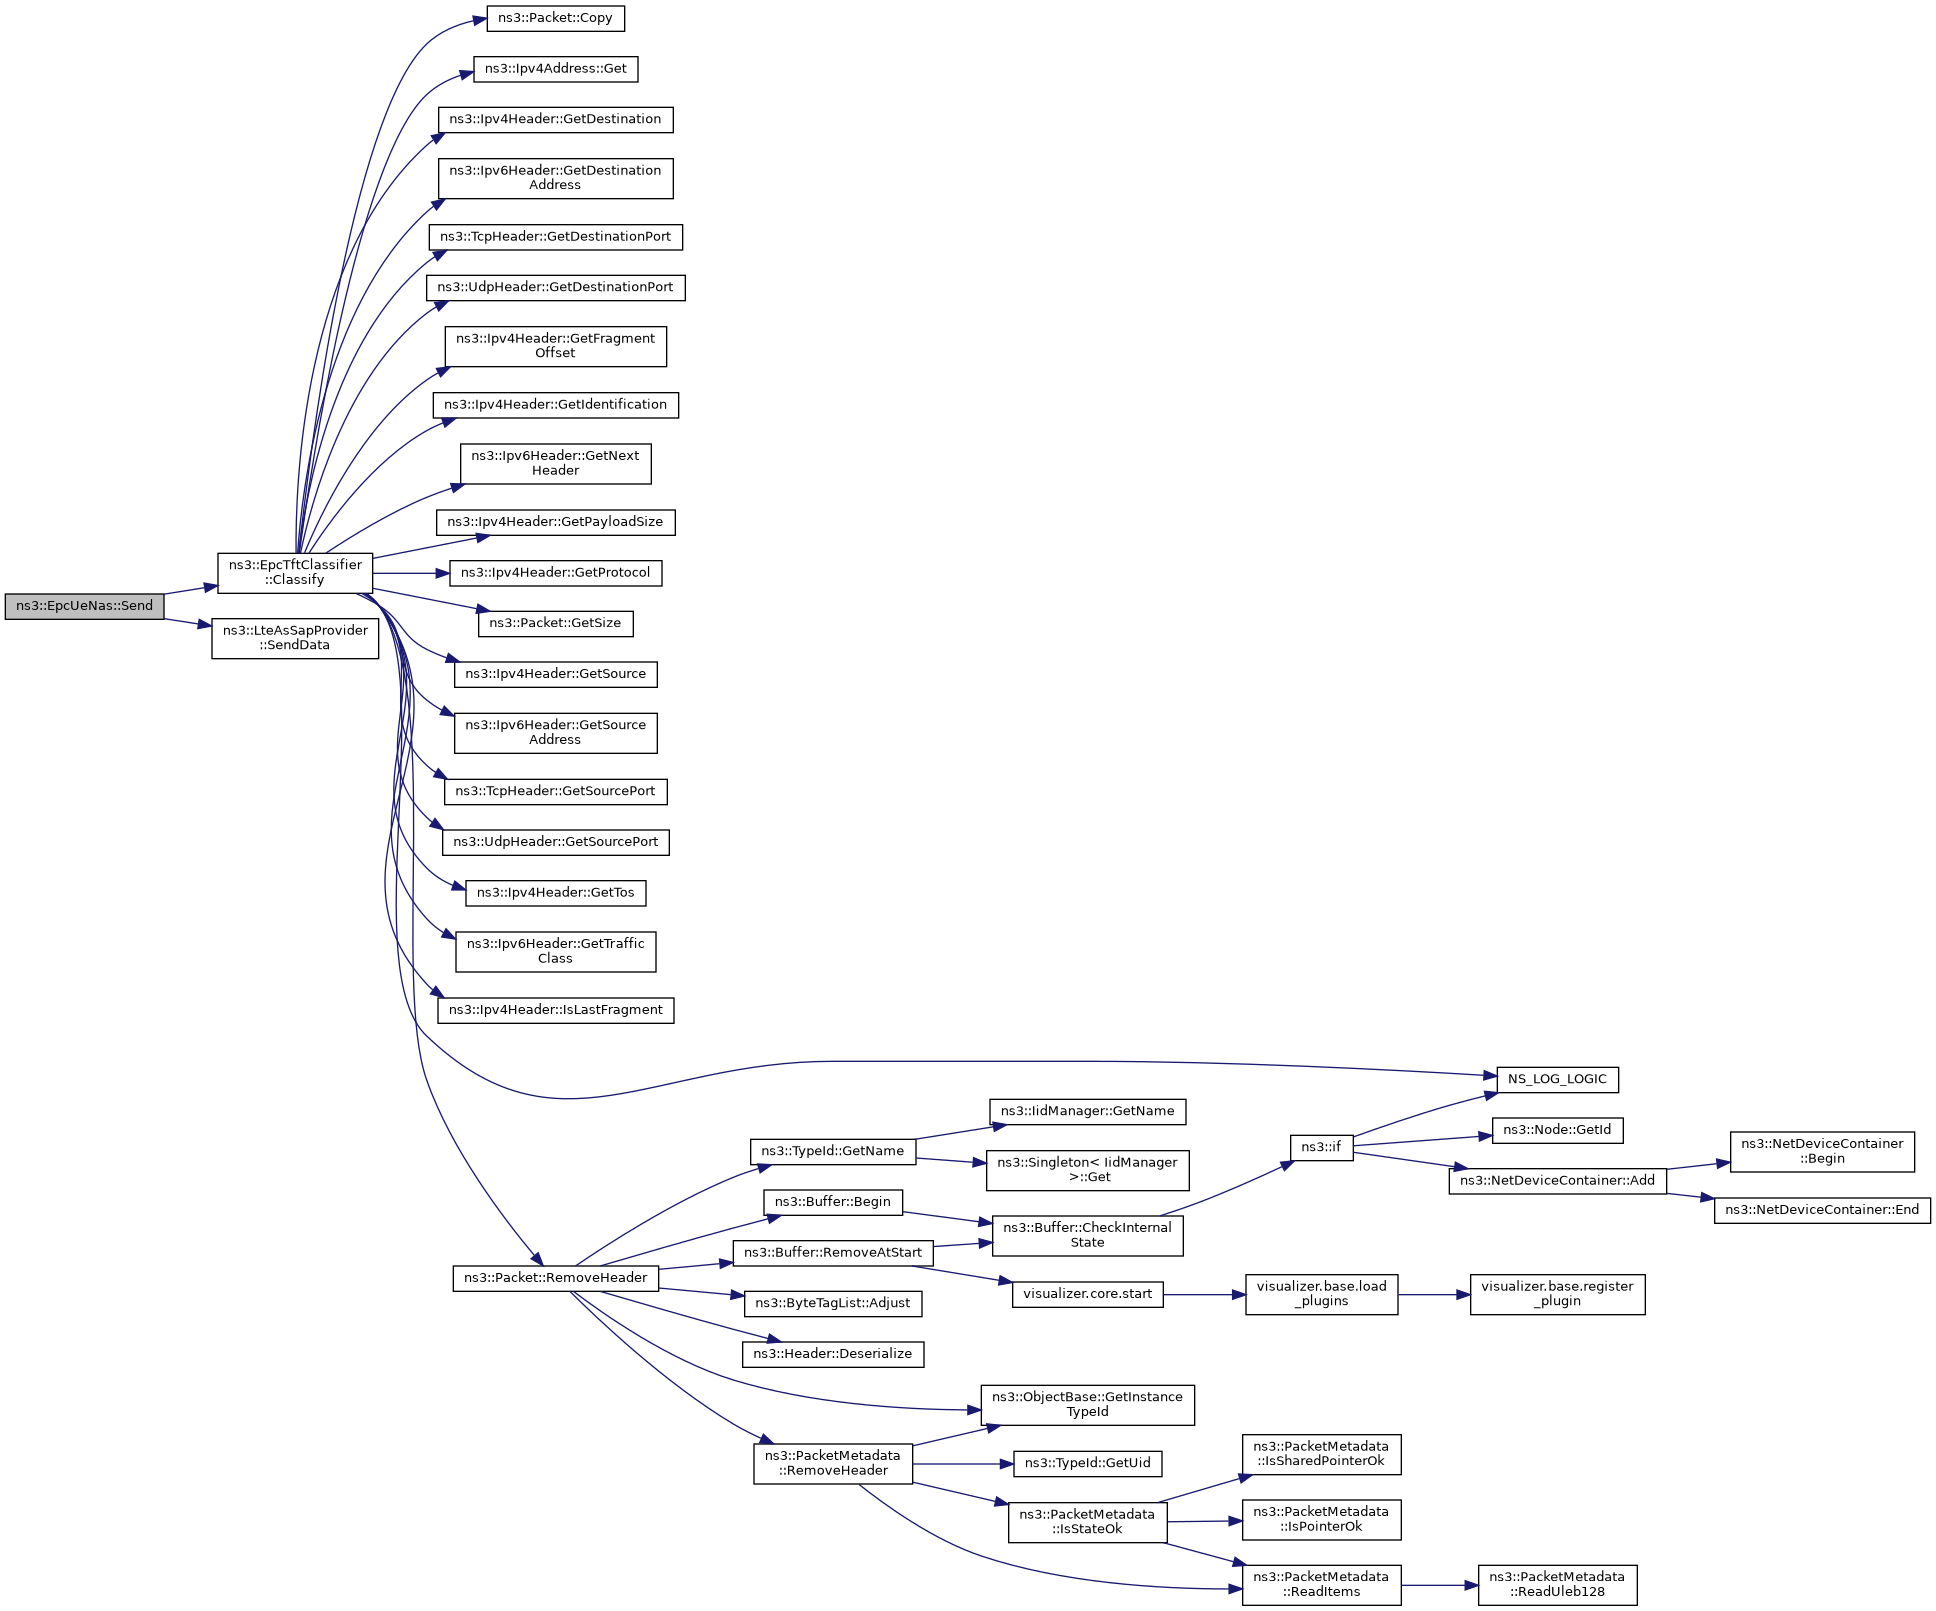 ns3::Packet::Copy
ns3::Ipv4Address::Get
ns3::Ipv4Header::GetDestination
ns3::Ipv6Header::GetDestination
Address
ns3::TcpHeader::GetDestinationPort
ns3::UdpHeader::GetDestinationPort
ns3::Ipv4Header::GetFragment
Offset
ns3::Ipv4Header::GetIdentification
ns3::Ipv6Header::GetNext
Header
ns3::Ipv4Header::GetPayloadSize
ns3::EpcTftClassifier
::Classify
ns3::Ipv4Header::GetProtocol
ns3::EpcUeNas::Send
ns3::Packet::GetSize
ns3::LteAsSapProvider
::SendData
ns3::Ipv4Header::GetSource
ns3::Ipv6Header::GetSource
Address
ns3::TcpHeader::GetSourcePort
ns3::UdpHeader::GetSourcePort
ns3::Ipv4Header::GetTos
ns3::Ipv6Header::GetTraffic
Class
ns3::Ipv4Header::IsLastFragment
NS_LOG_LOGIC
ns3::IidManager::GetName
ns3::Node::GetId
ns3::if
ns3::TypeId::GetName
ns3::NetDeviceContainer
::Begin
ns3::Singleton< IidManager
>::Get
ns3::NetDeviceContainer::Add
ns3::Buffer::Begin
ns3::NetDeviceContainer::End
ns3::Buffer::CheckInternal
State
ns3::Buffer::RemoveAtStart
ns3::Packet::RemoveHeader
visualizer.core.start
visualizer.base.load
_plugins
visualizer.base.register
_plugin
ns3::ByteTagList::Adjust
ns3::Header::Deserialize
ns3::ObjectBase::GetInstance
TypeId
ns3::PacketMetadata
::RemoveHeader
ns3::TypeId::GetUid
ns3::PacketMetadata
::IsSharedPointerOk
ns3::PacketMetadata
::IsStateOk
ns3::PacketMetadata
::IsPointerOk
ns3::PacketMetadata
::ReadItems
ns3::PacketMetadata
::ReadUleb128